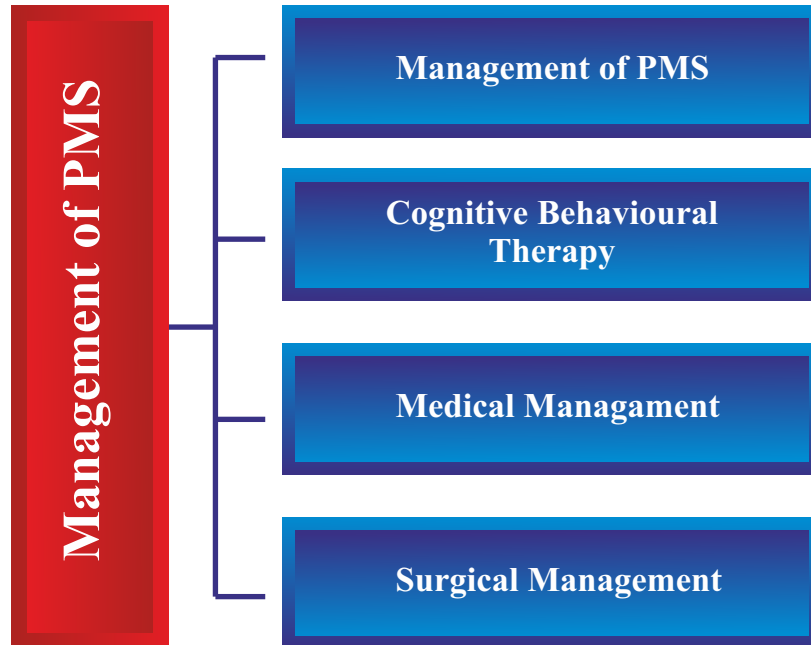 Management of PMS
Management of PMS
Cognitive Behavioural
Therapy
Medical Managament
Surgical Management